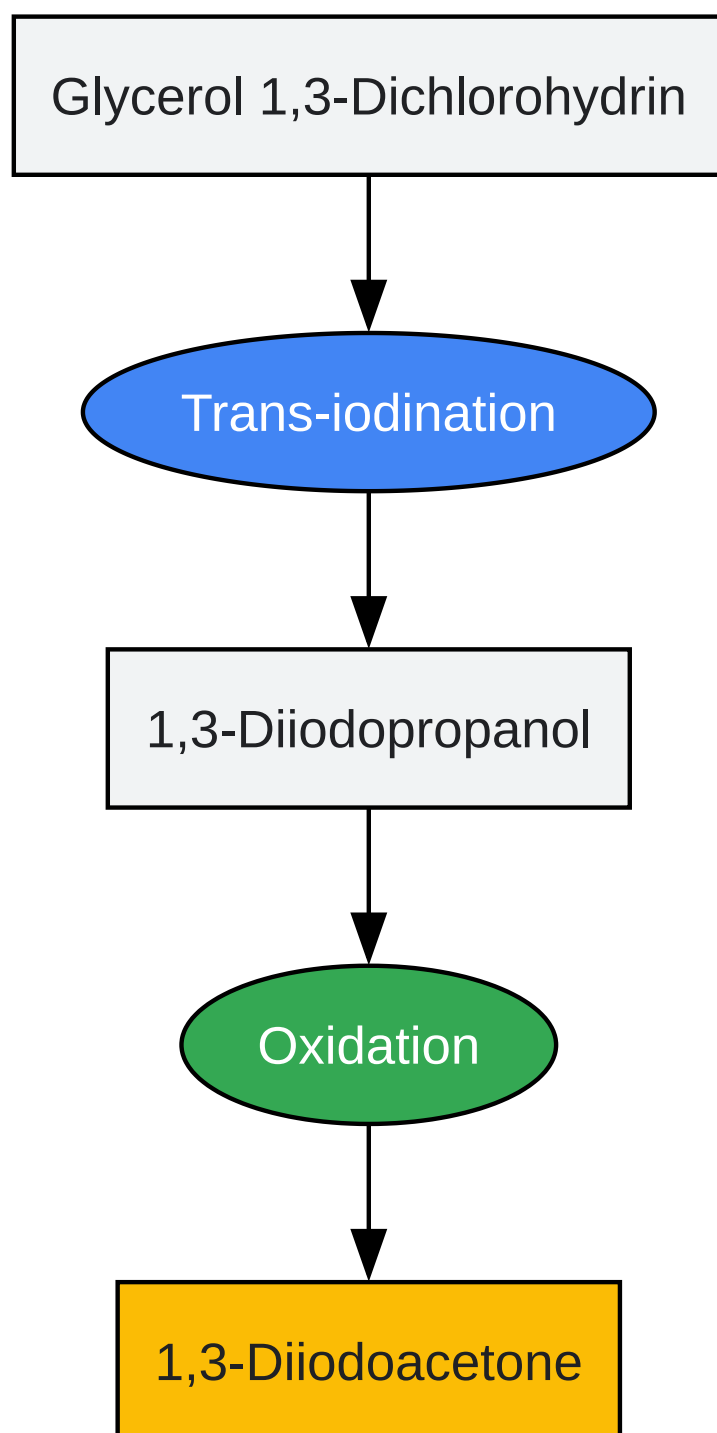 Glycerol 1,3-Dichlorohydrin
Trans-iodination
1,3-Diiodopropanol
Oxidation
1,3-Diiodoacetone